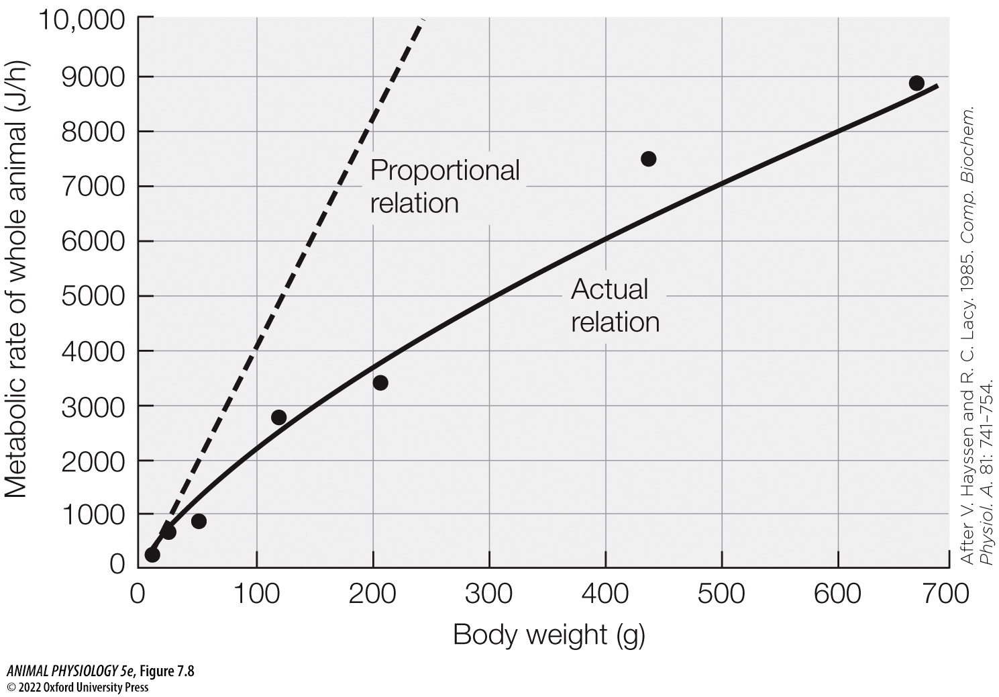 10,000
9000
8000
7000
6000
5000
4000
3000
2000
1000
0
Metabolic rate of whole animal (J/h)
Proportional
relation
Actual
relation
0 100 200 300 400 500 600 700
Body weight (g)
After V. Hayssen and R. C. Lacy. 1985. Comp. Biochem.
Physiol. A. 81: 741–754.
ANIMAL PHYSIOLOGY 5e, Figure 7.8
© 2022 Oxford University Press